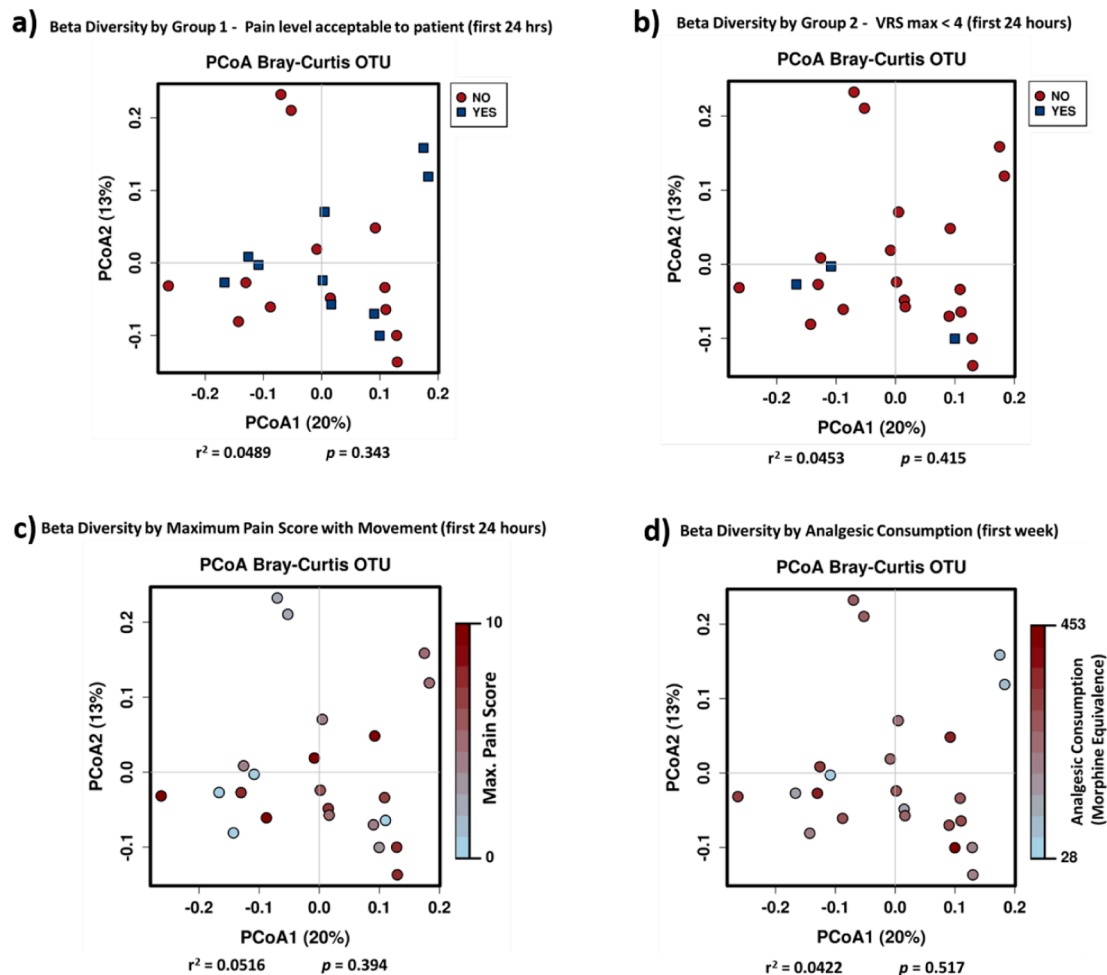 a) Beta Diversity by Group 1 - Pain level acceptable to patient (first 24 hrs)
PCoA Bray-Curtis OTU
NO
YES
PCoA2 (13%)
0.2
0.1
0.0
-0.1
-0.2
-0.1
0.0
0.1
0.2
PCoA1 (20%)
r² = 0.0489 p = 0.343
b) Beta Diversity by Group 2 - VRS max < 4 (first 24 hours)
PCoA Bray-Curtis OTU
NO
YES
PCoA2 (13%)
0.2
0.1
0.0
-0.1
-0.2
-0.1
0.0
0.1
0.2
PCoA1 (20%)
r² = 0.0453 p = 0.415
c) Beta Diversity by Maximum Pain Score with Movement (first 24 hours)
PCoA Bray-Curtis OTU
PCoA2 (13%)
0.2
0.1
0.0
-0.1
-0.2
-0.1
0.0
0.1
0.2
PCoA1 (20%)
10
Max. Pain Score
0
r² = 0.0516 p = 0.394
d) Beta Diversity by Analgesic Consumption (first week)
PCoA Bray-Curtis OTU
PCoA2 (13%)
0.2
0.1
0.0
-0.1
-0.2
-0.1
0.0
0.1
0.2
PCoA1 (20%)
453
Analgesic Consumption
(Morphine Equivalence)
28
r² = 0.0422 p = 0.517